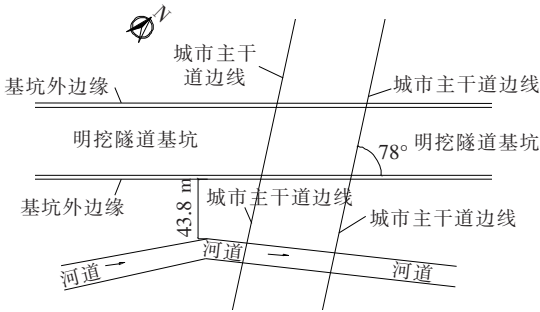 N
城市主干
道边线
基坑外边缘
城市主干道边线
明挖隧道基坑
78°
明挖隧道基坑
基坑外边缘
43.8 m
城市主干道边线
城市主干道边线
河道
河道
河道